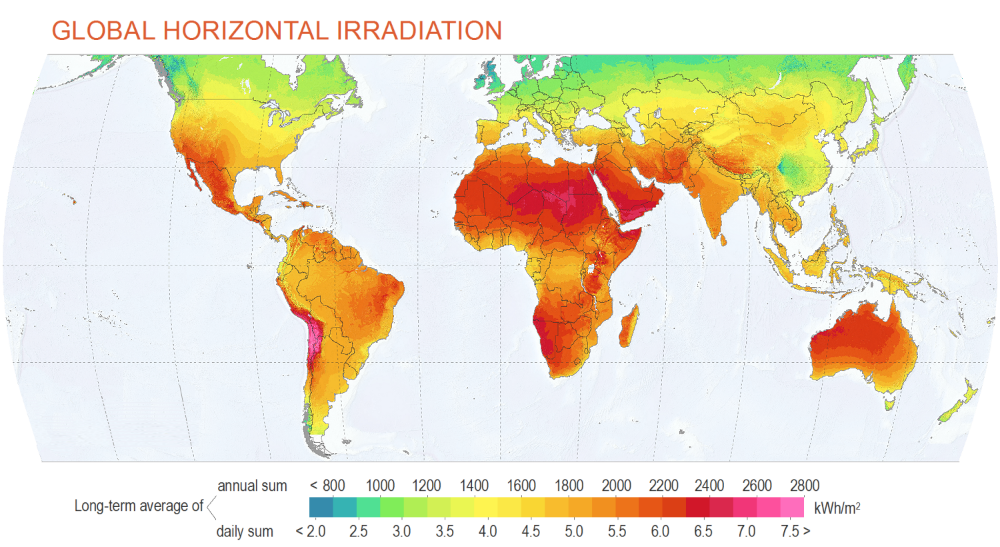 GLOBAL HORIZONTAL IRRADIATION
annual sum < 800 1000 1200 1400 1600 1800 2000 2200 2400 2600 2800
Long-term average of kWh/m²
daily sum < 2.0 2.5 3.0 3.5 4.0 4.5 5.0 5.5 6.0 6.5 7.0 7.5 >